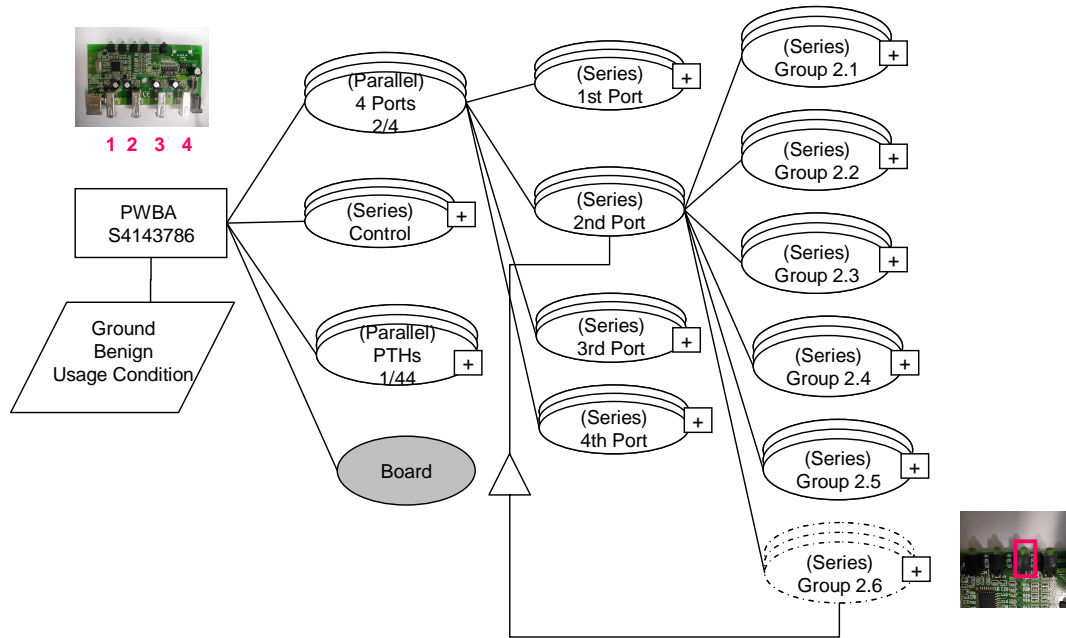 1 2 3 4
PWBA
S4143786
Ground
Benign
Usage Condition
(Parallel)
4 Ports
2/4
(Series)
Control
+
(Parallel)
PTHs
1/44
+
Board
(Series)
1st Port
+
(Series)
2nd Port
(Series)
3rd Port
+
(Series)
4th Port
+
(Series)
Group 2.1
+
(Series)
Group 2.2
+
(Series)
Group 2.3
+
(Series)
Group 2.4
+
(Series)
Group 2.5
+
(Series)
Group 2.6
+